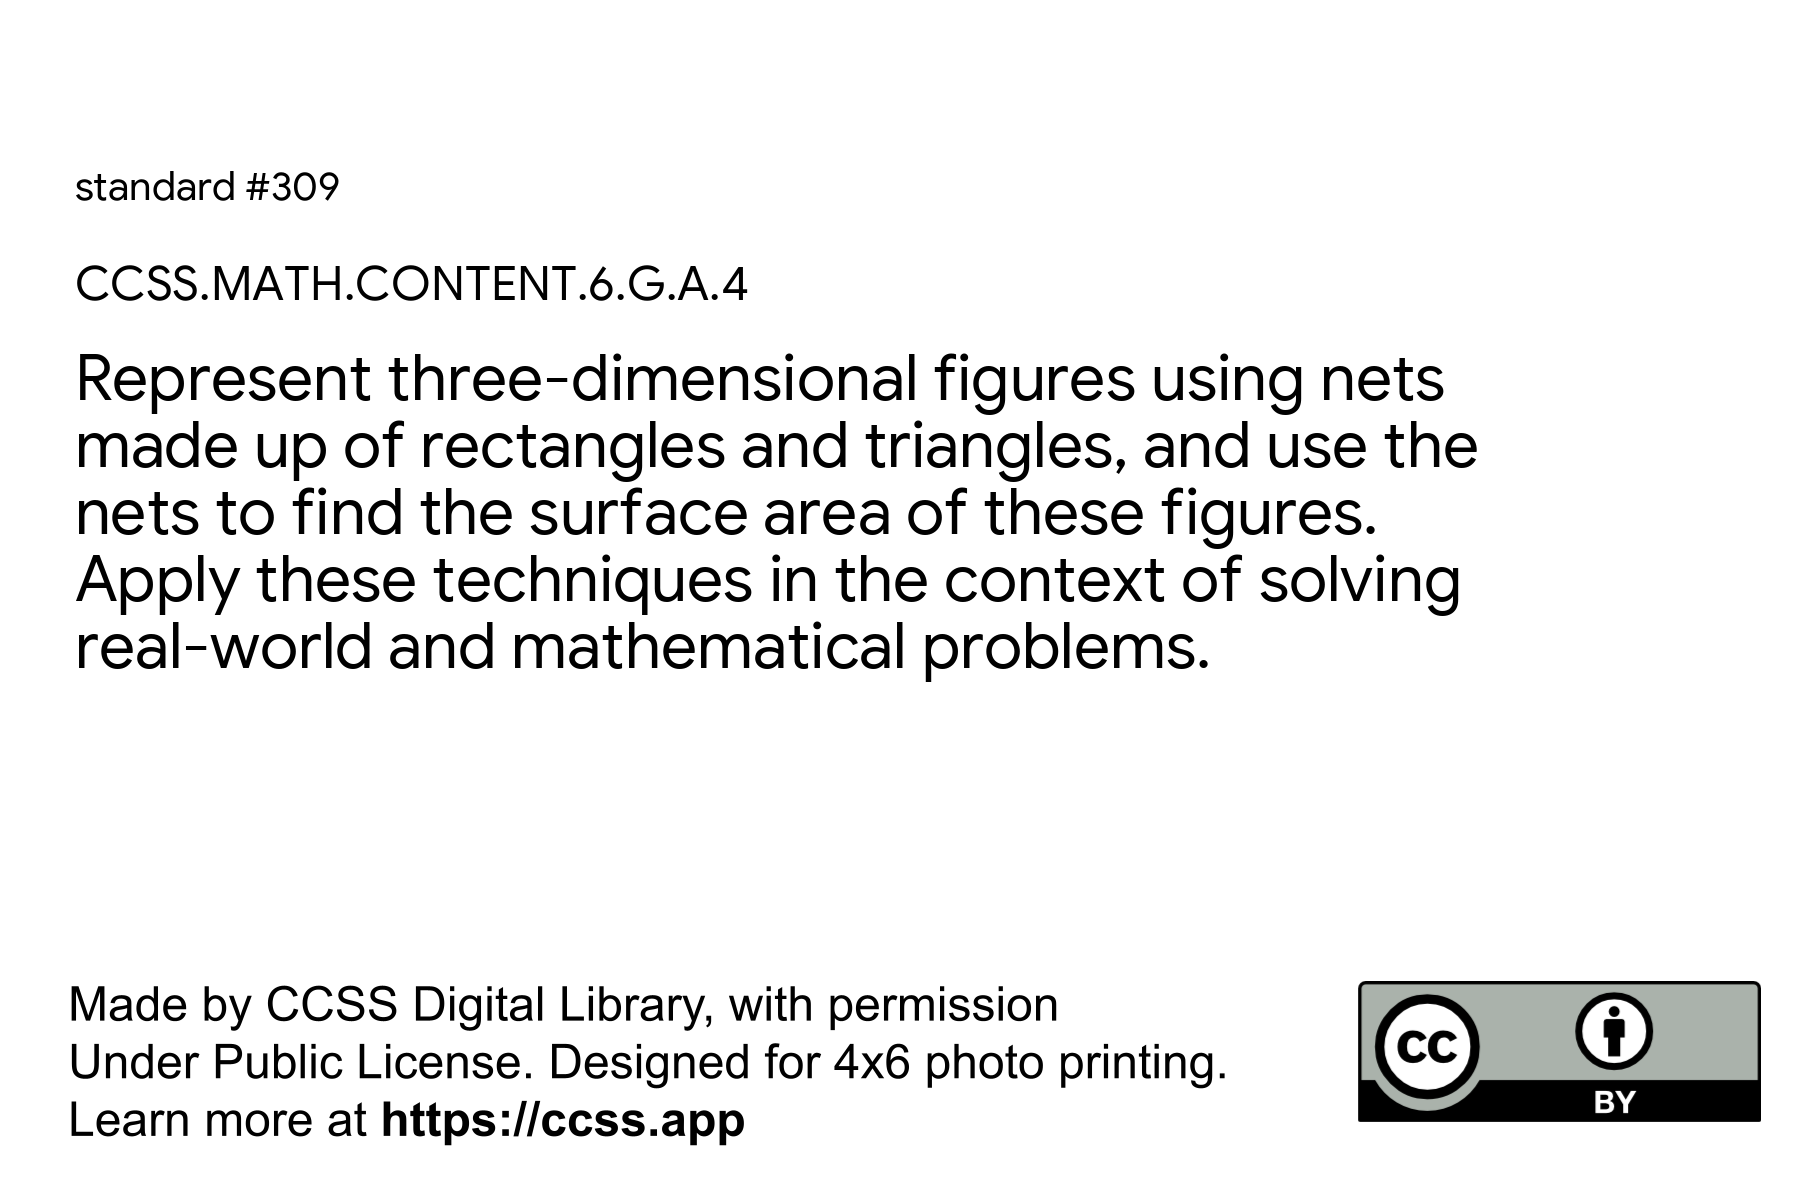 standard #309
CCSS.MATH.CONTENT.6.G.A.4
Represent three-dimensional figures using nets
made up of rectangles and triangles, and use the
nets to find the surface area of these figures.
Apply these techniques in the context of solving
real-world and mathematical problems.
Made by CCSS Digital Library, with permission
Under Public License. Designed for 4x6 photo printing.
Learn more at https://ccss.app
cc
BY